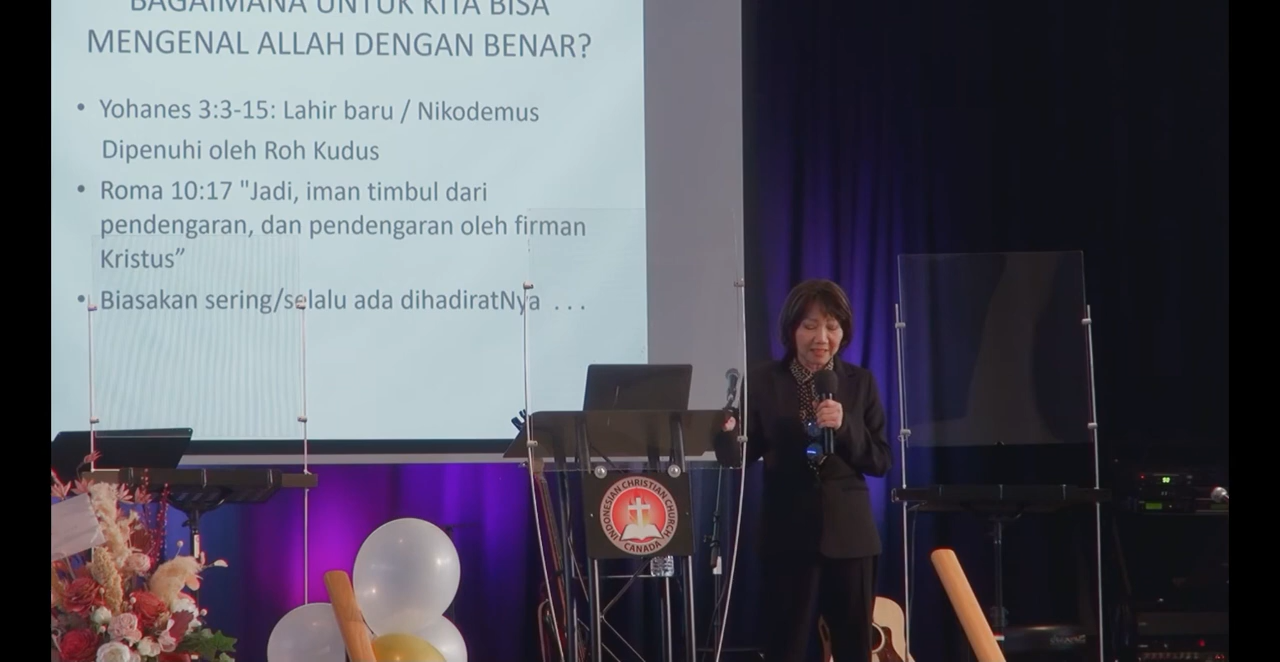 BAGAIMANA UNTUK KITA BISA
MENGENAL ALLAH DENGAN BENAR?
• Yohanes 3:3-15: Lahir baru / Nikodemus
Dipenuhi oleh Roh Kudus
• Roma 10:17 "Jadi, iman timbul dari
pendengaran, dan pendengaran oleh firman
Kristus”
• Biasakan sering/selalu ada dihadiratNya . . .
INDONESIAN CHRISTIAN CHURCH
CANADA